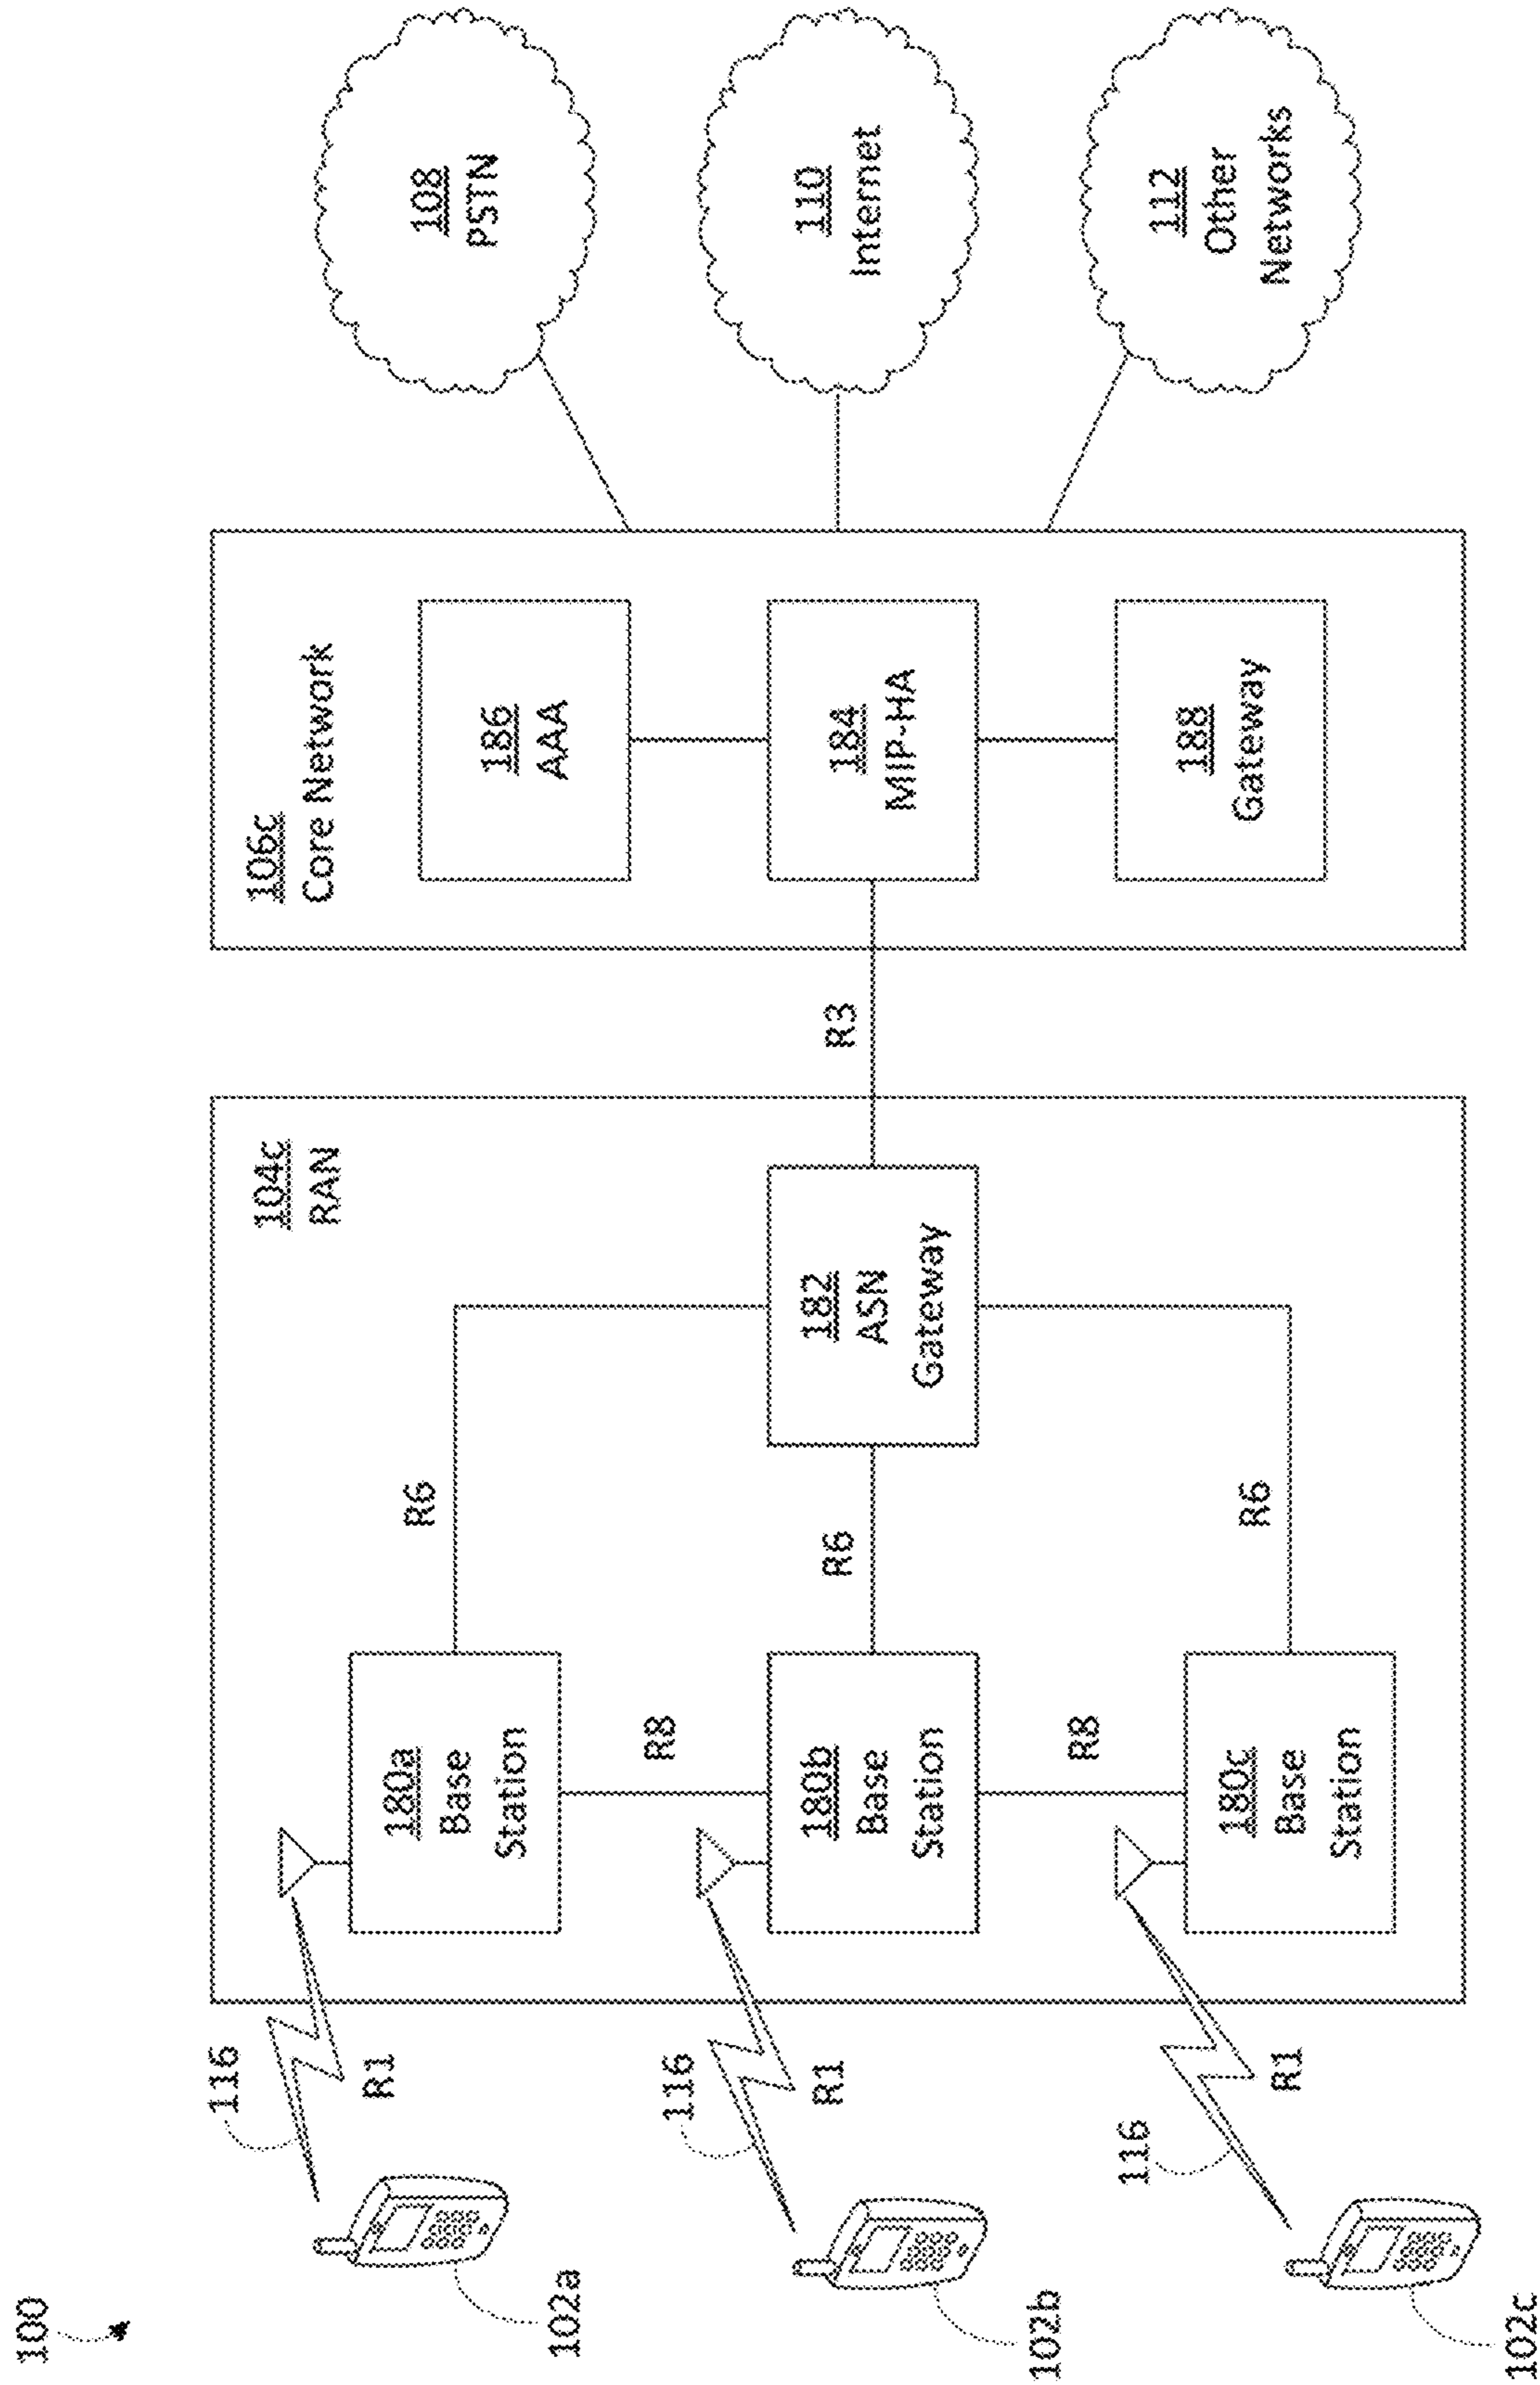 100
102a
102b
102c
116
R1
116
R1
116
R1
104c
RAN
180a
Base
Station
R8
180b
Base
Station
R8
180c
Base
Station
R6
R6
R6
182
ASN
Gateway
R3
106c
Core Network
186
AAA
184
MIP-HA
188
Gateway
108
PSTN
110
Internet
112
Other
Networks